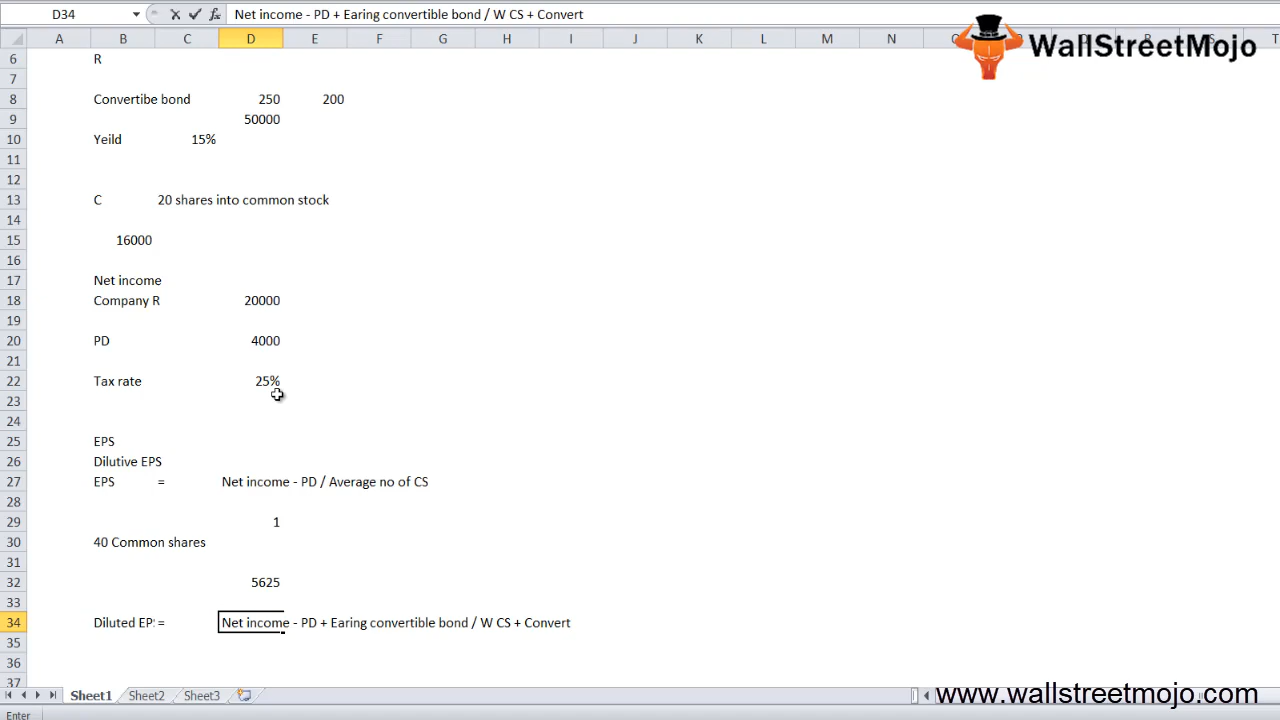 D34 fx Net income - PD + Earing convertible bond / W CS + Convert
A B C D E F G H I J K L M N
WallStreetMojo
6 R
7
8 Convertibe bond 250 200
9 50000
10 Yeild 15%
11
12
13 C 20 shares into common stock
14
15 16000
16
17 Net income
18 Company R 20000
19
20 PD 4000
21
22 Tax rate 25%
23
24
25 EPS
26 Dilutive EPS
27 EPS = Net income - PD / Average no of CS
28
29 1
30 40 Common shares
31
32 5625
33
34 Diluted EP: = Net income - PD + Earing convertible bond / W CS + Convert
35
36
37
Sheet1 Sheet2 Sheet3
www.wallstreetmojo.com
Enter